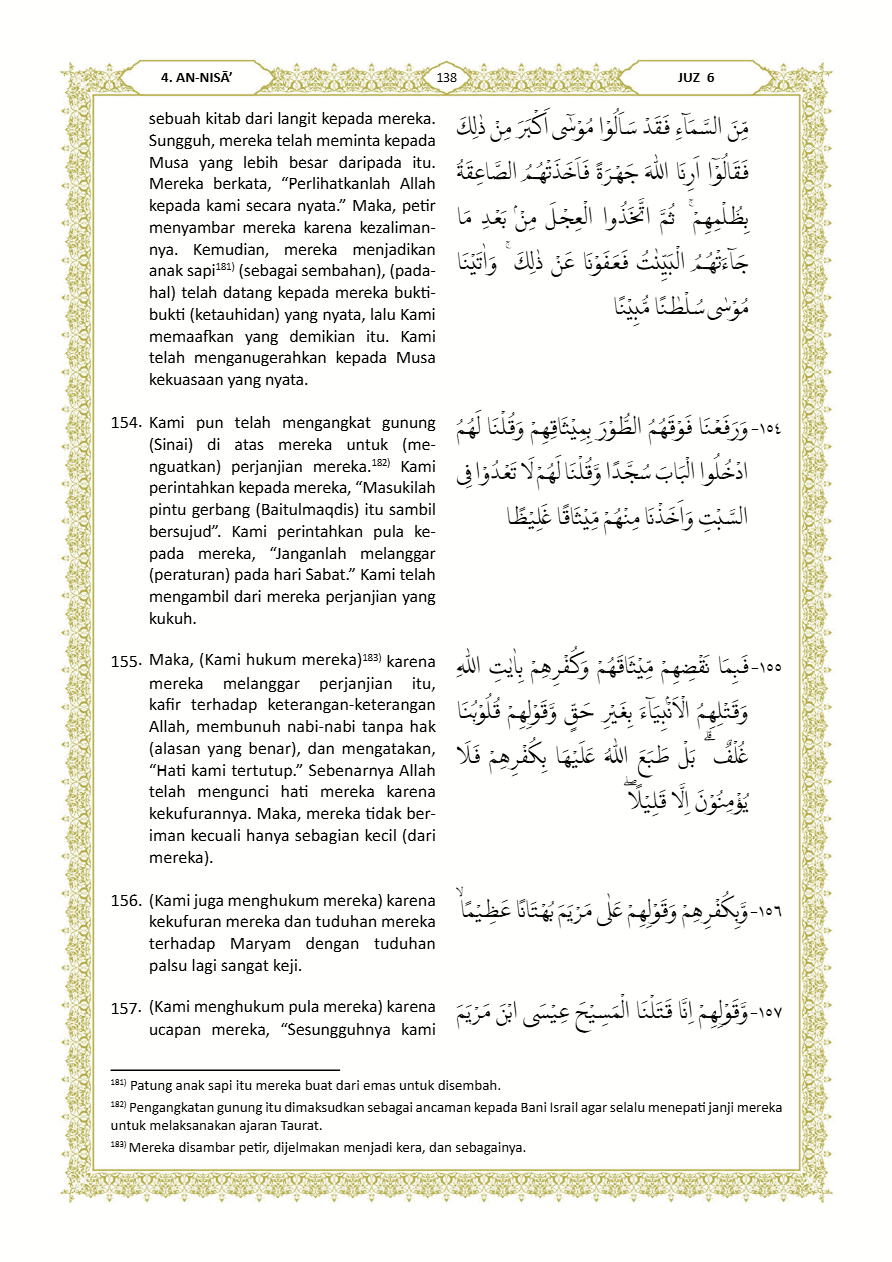 4. AN-NISĀ’
138
JUZ 6
sebuah kitab dari langit kepada mereka.
Sungguh, mereka telah meminta kepada
Musa yang lebih besar daripada itu.
Mereka berkata, “Perlihatkanlah Allah
kepada kami secara nyata.” Maka, petir
menyambar mereka karena kezaliman-
nya. Kemudian, mereka menjadikan
anak sapi181) (sebagai sembahan), (pada-
hal) telah datang kepada mereka bukti-
bukti (ketauhidan) yang nyata, lalu Kami
memaafkan yang demikian itu. Kami
telah menganugerahkan kepada Musa
kekuasaan yang nyata.
مِّنَ السَّمَاۤءِ فَقَدْ سَاَلُوْا مُوْسٰٓى اَكْبَرَ مِنْ ذٰلِكَ
فَقَالُوْٓا اَرِنَا اللّٰهَ جَهْرَةً فَاَخَذَتْهُمُ الصَّاعِقَةُ
بِظُلْمِهِمْۚ ثُمَّ اتَّخَذُوا الْعِجْلَ مِنْۢ بَعْدِ مَا
جَاۤءَتْهُمُ الْبَيِّنٰتُ فَعَفَوْنَا عَنْ ذٰلِكَۚ وَاٰتَيْنَا
مُوْسٰى سُلْطٰنًا مُّبِيْنًا
154. Kami pun telah mengangkat gunung
(Sinai) di atas mereka untuk (me-
nguatkan) perjanjian mereka.182) Kami
perintahkan kepada mereka, “Masukilah
pintu gerbang (Baitulmaqdis) itu sambil
bersujud”. Kami perintahkan pula ke-
pada mereka, “Janganlah melanggar
(peraturan) pada hari Sabat.” Kami telah
mengambil dari mereka perjanjian yang
kukuh.
١٥٤- وَرَفَعْنَا فَوْقَهُمُ الطُّوْرَ بِمِيْثَاقِهِمْ وَقُلْنَا لَهُمُ
ادْخُلُوا الْبَابَ سُجَّدًا وَّقُلْنَا لَهُمْ لَا تَعْدُوْا فِى
السَّبْتِ وَاَخَذْنَا مِنْهُمْ مِّيْثَاقًا غَلِيْظًا
155. Maka, (Kami hukum mereka)183) karena
mereka melanggar perjanjian itu,
kafir terhadap keterangan-keterangan
Allah, membunuh nabi-nabi tanpa hak
(alasan yang benar), dan mengatakan,
“Hati kami tertutup.” Sebenarnya Allah
telah mengunci hati mereka karena
kekufurannya. Maka, mereka tidak ber-
iman kecuali hanya sebagian kecil (dari
mereka).
١٥٥- فَبِمَا نَقْضِهِمْ مِّيْثَاقَهُمْ وَكُفْرِهِمْ بِاٰيٰتِ اللّٰهِ
وَقَتْلِهِمُ الْاَنْۢبِيَاۤءَ بِغَيْرِ حَقٍّ وَّقَوْلِهِمْ قُلُوْبُنَا
غُلْفٌۗ بَلْ طَبَعَ اللّٰهُ عَلَيْهَا بِكُفْرِهِمْ فَلَا
يُؤْمِنُوْنَ اِلَّا قَلِيْلًاۖ
156. (Kami juga menghukum mereka) karena
kekufuran mereka dan tuduhan mereka
terhadap Maryam dengan tuduhan
palsu lagi sangat keji.
١٥٦- وَّبِكُفْرِهِمْ وَقَوْلِهِمْ عَلٰى مَرْيَمَ بُهْتَانًا عَظِيْمًاۙ
157. (Kami menghukum pula mereka) karena
ucapan mereka, “Sesungguhnya kami
١٥٧- وَّقَوْلِهِمْ اِنَّا قَتَلْنَا الْمَسِيْحَ عِيْسَى ابْنَ مَرْيَمَ
181) Patung anak sapi itu mereka buat dari emas untuk disembah.
182) Pengangkatan gunung itu dimaksudkan sebagai ancaman kepada Bani Israil agar selalu menepati janji mereka
untuk melaksanakan ajaran Taurat.
183) Mereka disambar petir, dijelmakan menjadi kera, dan sebagainya.